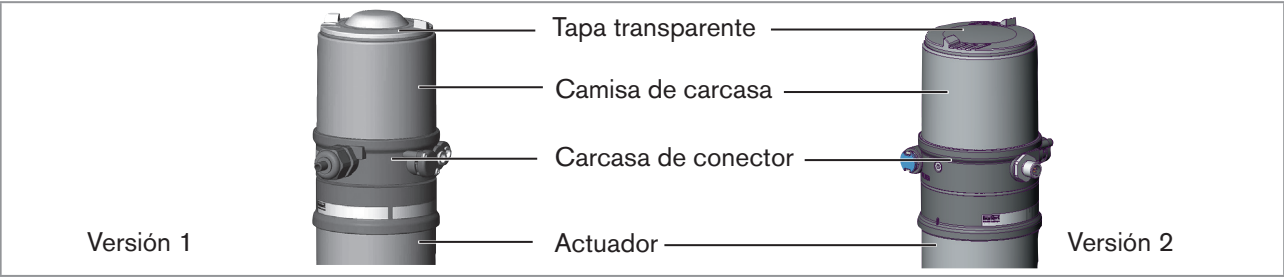 Tapa transparente
Camisa de carcasa
Carcasa de conector
Versión 1
Actuador
Versión 2